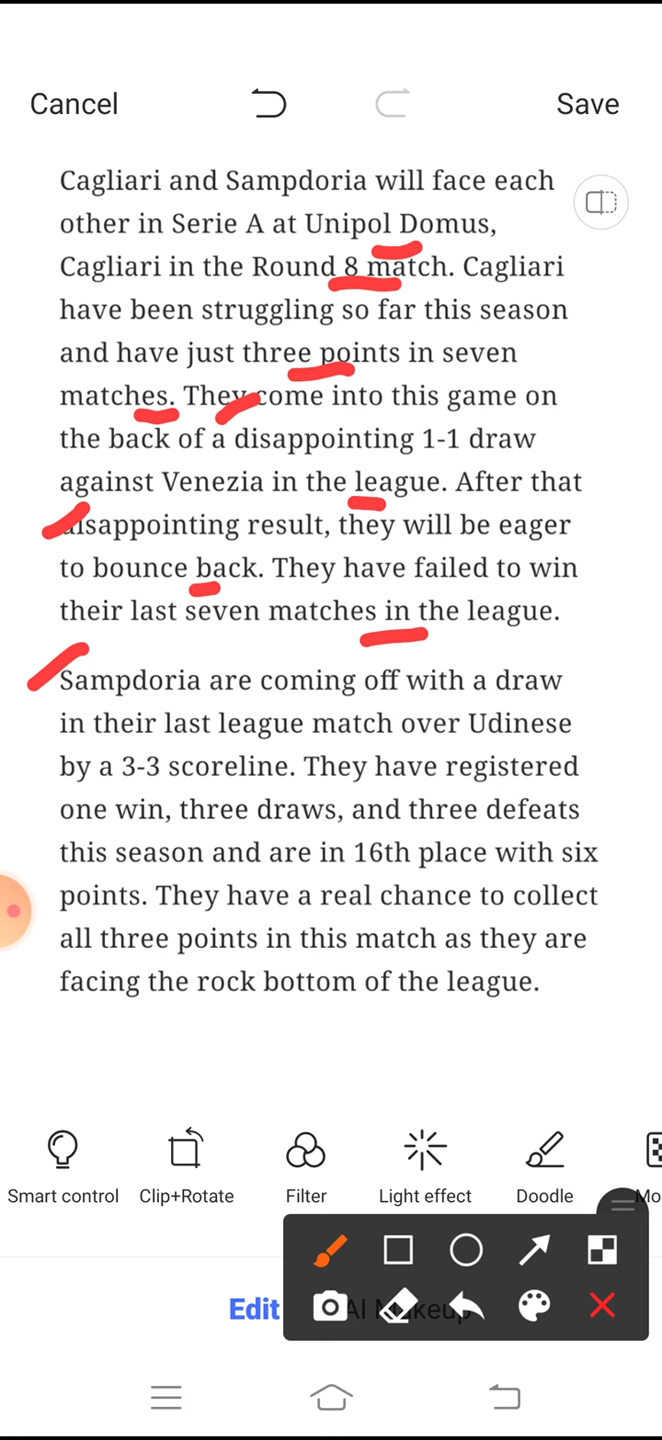 Cancel
Save
Cagliari and Sampdoria will face each
other in Serie A at Unipol Domus,
Cagliari in the Round 8 match. Cagliari
have been struggling so far this season
and have just three points in seven
matches. They come into this game on
the back of a disappointing 1-1 draw
against Venezia in the league. After that
disappointing result, they will be eager
to bounce back. They have failed to win
their last seven matches in the league.
Sampdoria are coming off with a draw
in their last league match over Udinese
by a 3-3 scoreline. They have registered
one win, three draws, and three defeats
this season and are in 16th place with six
points. They have a real chance to collect
all three points in this match as they are
facing the rock bottom of the league.
Smart control Clip+Rotate Filter Light effect Doodle Mo
Edit AI Makeup